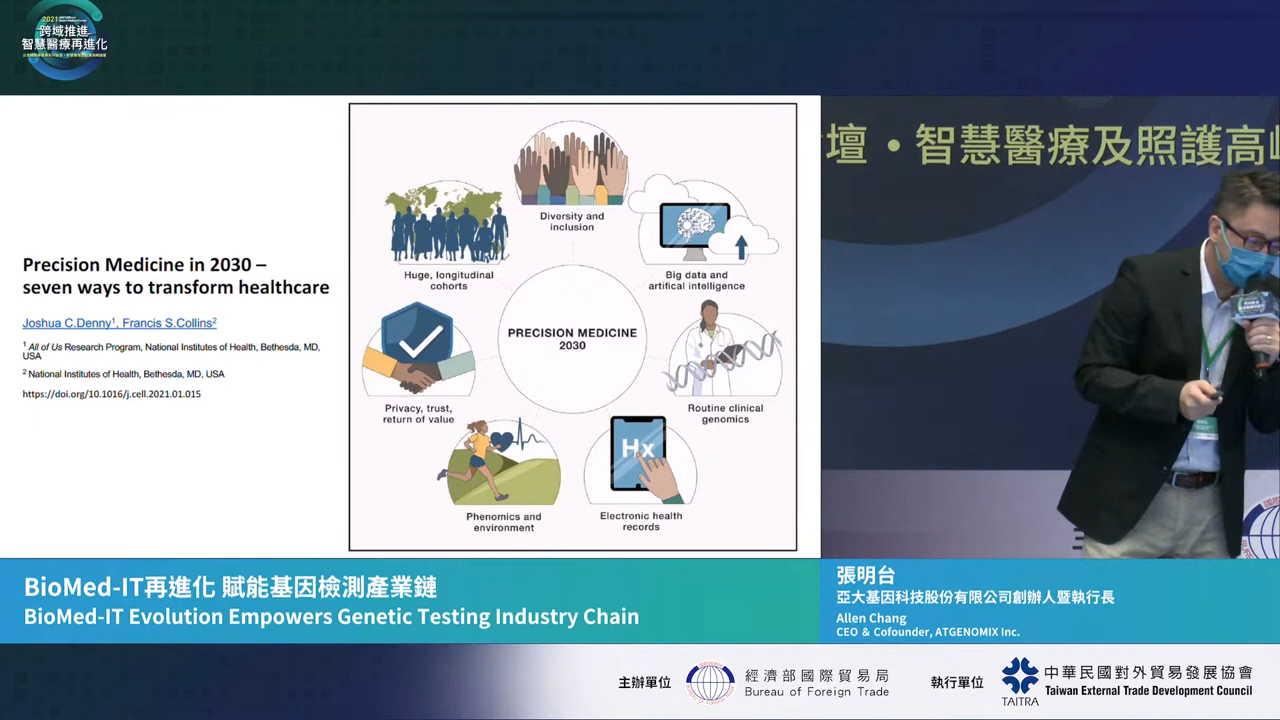 2021
跨域推進
智慧醫療再進化
Precision Medicine in 2030 –
seven ways to transform healthcare
Joshua C.Denny1, Francis S.Collins2
1 All of Us Research Program, National Institutes of Health, Bethesda, MD,
USA
2 National Institutes of Health, Bethesda, MD, USA
https://doi.org/10.1016/j.cell.2021.01.015
Diversity and
inclusion
Huge, longitudinal
cohorts
Big data and
artifical intelligence
PRECISION MEDICINE
2030
Privacy, trust,
return of value
Routine clinical
genomics
Hx
Phenomics and
environment
Electronic health
records
壇・智慧醫療及照護高峰
BioMed-IT再進化 賦能基因檢測產業鏈
BioMed-IT Evolution Empowers Genetic Testing Industry Chain
張明台
亞大基因科技股份有限公司創辦人暨執行長
Allen Chang
CEO & Cofounder, ATGENOMIX Inc.
主辦單位
經濟部國際貿易局
Bureau of Foreign Trade
執行單位
TAITRA
中華民國對外貿易發展協會
Taiwan External Trade Development Council